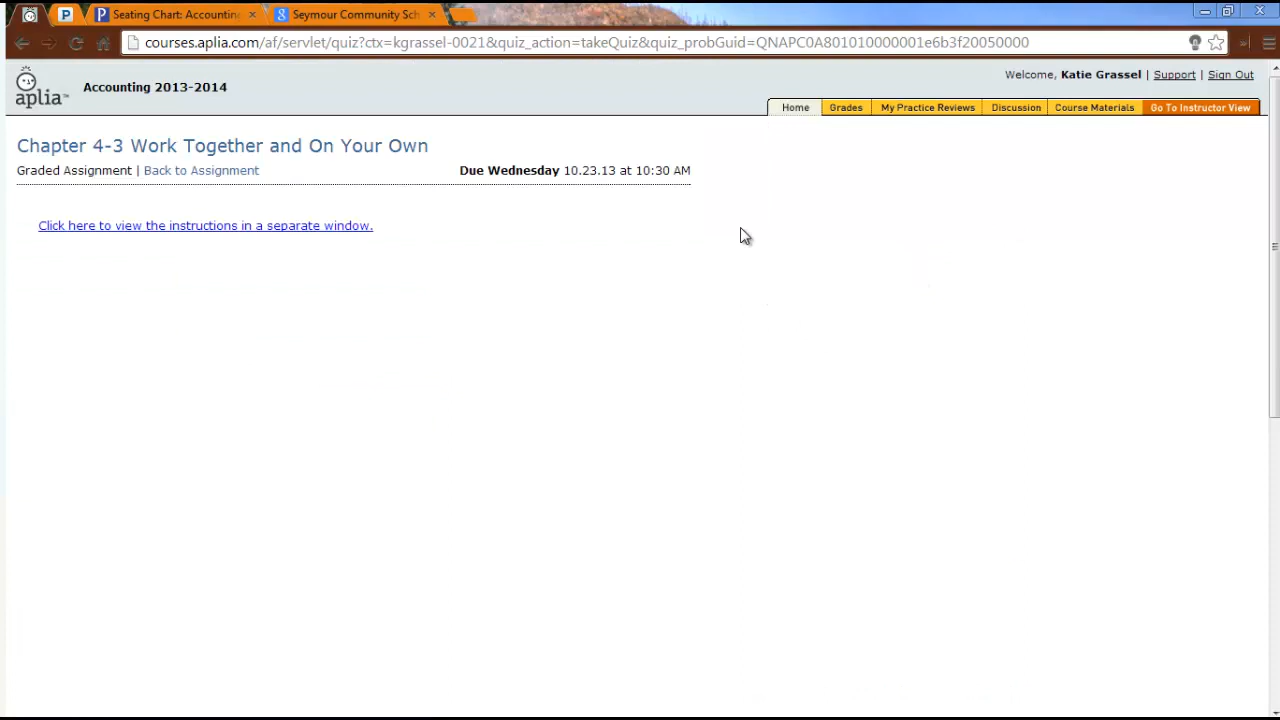 P
Seating Chart: Accounting
Seymour Community Sch
courses.aplia.com/af/servlet/quiz?ctx=kgrassel-0021&quiz_action=takeQuiz&quiz_probGuid=QNAPC0A801010000001e6b3f20050000
Welcome, Katie Grassel | Support | Sign Out
aplia™ Accounting 2013-2014
Home Grades My Practice Reviews Discussion Course Materials Go To Instructor View
Chapter 4-3 Work Together and On Your Own
Graded Assignment | Back to Assignment Due Wednesday 10.23.13 at 10:30 AM
Click here to view the instructions in a separate window.